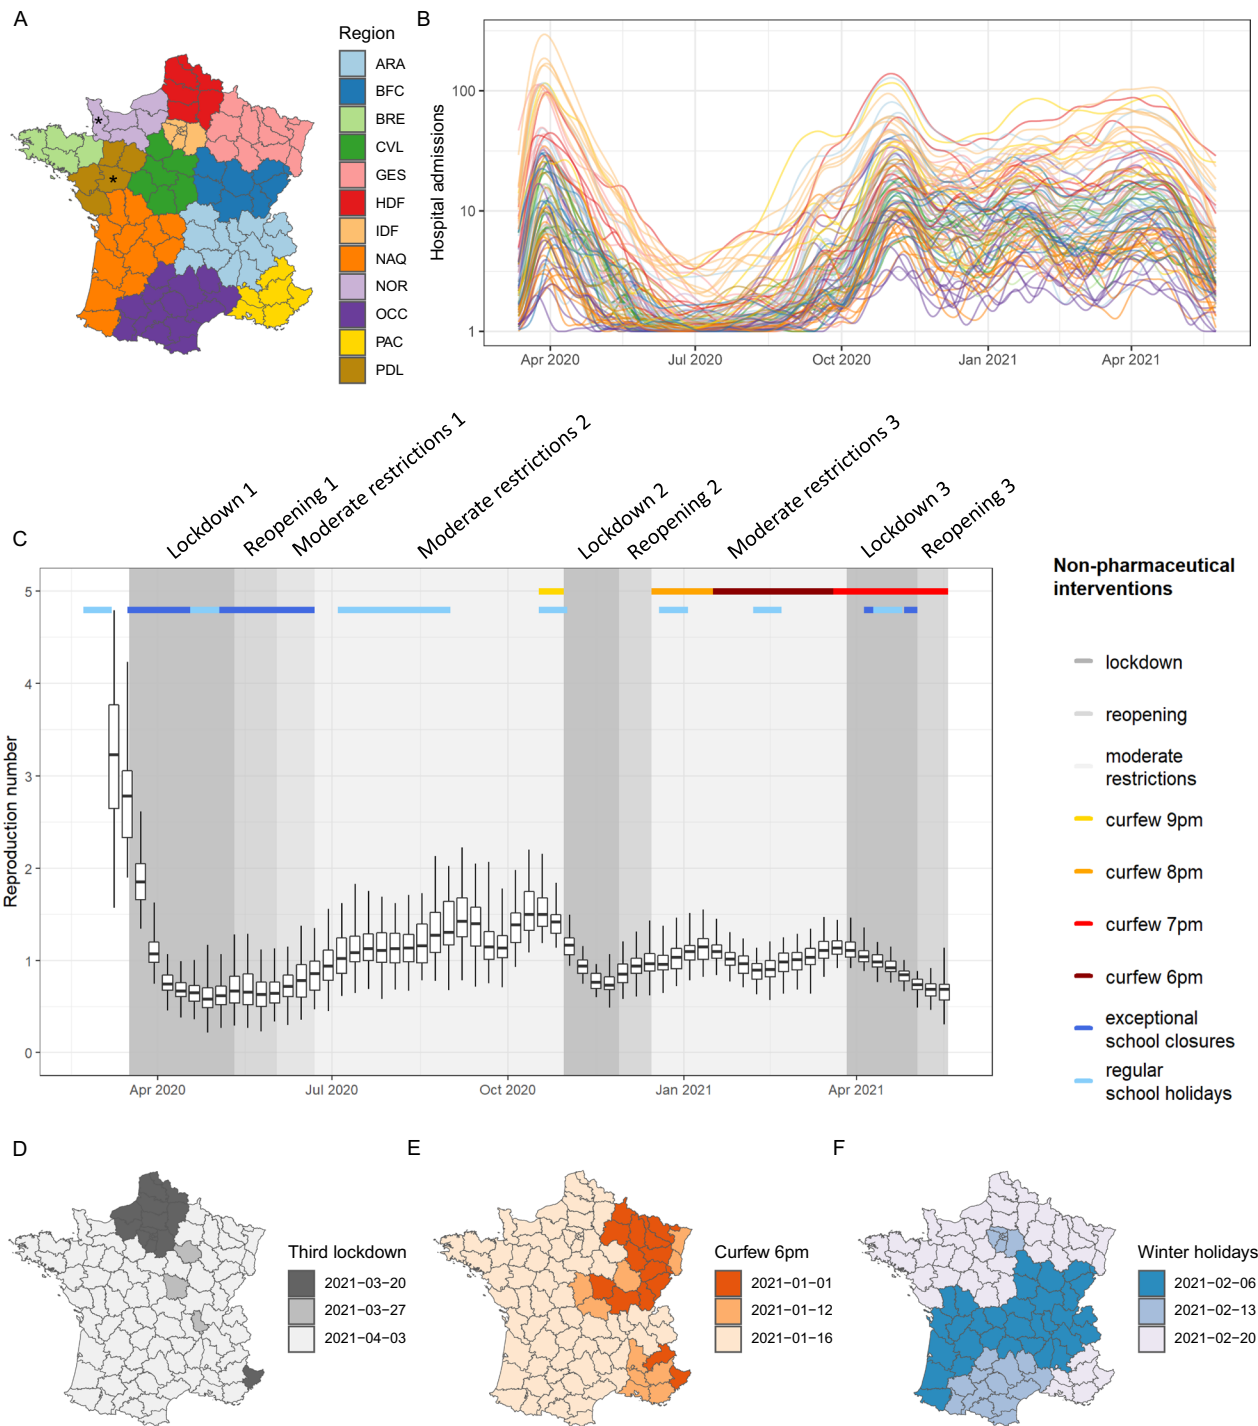 A
Region
ARA
BFC
BRE
CVL
GES
HDF
IDF
NAQ
NOR
OCC
PAC
PDL
*
*
B
Hospital admissions
100
10
1
Apr 2020
Jul 2020
Oct 2020
Jan 2021
Apr 2021
C
Lockdown 1
Reopening 1
Moderate restrictions 1
Moderate restrictions 2
Lockdown 2
Reopening 2
Moderate restrictions 3
Lockdown 3
Reopening 3
Reproduction number
5
4
3
2
1
0
Apr 2020
Jul 2020
Oct 2020
Jan 2021
Apr 2021
Non-pharmaceutical
interventions
lockdown
reopening
moderate
restrictions
curfew 9pm
curfew 8pm
curfew 7pm
curfew 6pm
exceptional
school closures
regular
school holidays
D
Third lockdown
2021-03-20
2021-03-27
2021-04-03
E
Curfew 6pm
2021-01-01
2021-01-12
2021-01-16
F
Winter holidays
2021-02-06
2021-02-13
2021-02-20